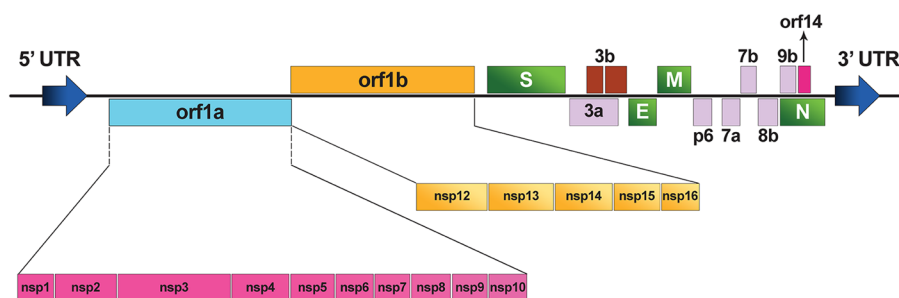 orf14
5' UTR
3b
7b
9b
3' UTR
orf1b
S
M
orf1a
3a
E
N
p6
7a
8b
nsp12
nsp13
nsp14
nsp15
nsp16
nsp1
nsp2
nsp3
nsp4
nsp5
nsp6
nsp7
nsp8
nsp9
nsp10